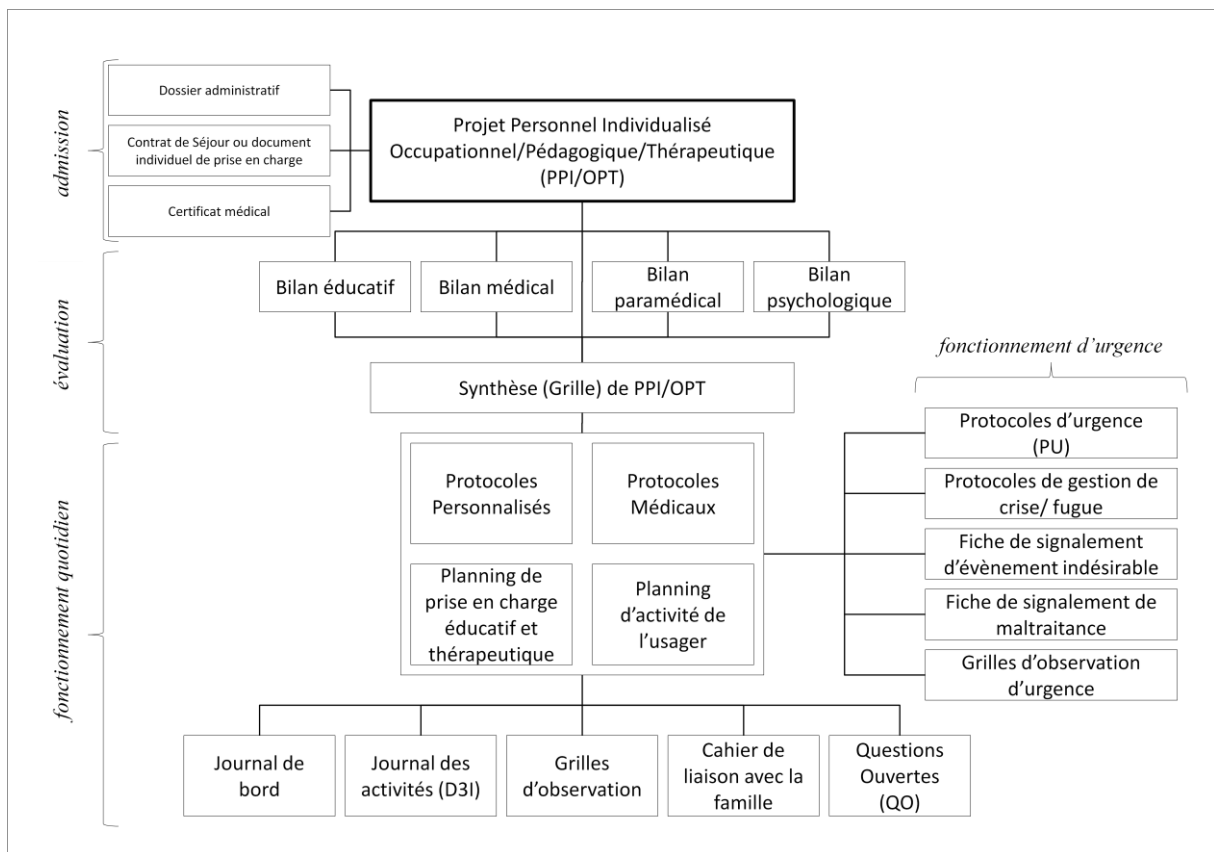 admission
Dossier administratif
Contrat de Séjour ou document
individuel de prise en charge
Certificat médical
Projet Personnel Individualisé
Occupationnel/Pédagogique/Thérapeutique
(PPI/OPT)
évaluation
Bilan éducatif
Bilan médical
Bilan
paramédical
Bilan
psychologique
Synthèse (Grille) de PPI/OPT
fonctionnement d’urgence
Protocoles d’urgence
(PU)
Protocoles de gestion de
crise/ fugue
Fiche de signalement
d’évènement indésirable
Fiche de signalement de
maltraitance
Grilles d’observation
d’urgence
fonctionnement quotidien
Protocoles
Personnalisés
Protocoles
Médicaux
Planning de
prise en charge
éducatif et
thérapeutique
Planning
d’activité de
l’usager
Journal de
bord
Journal des
activités (D3I)
Grilles
d’observation
Cahier de
liaison avec la
famille
Questions
Ouvertes
(QO)